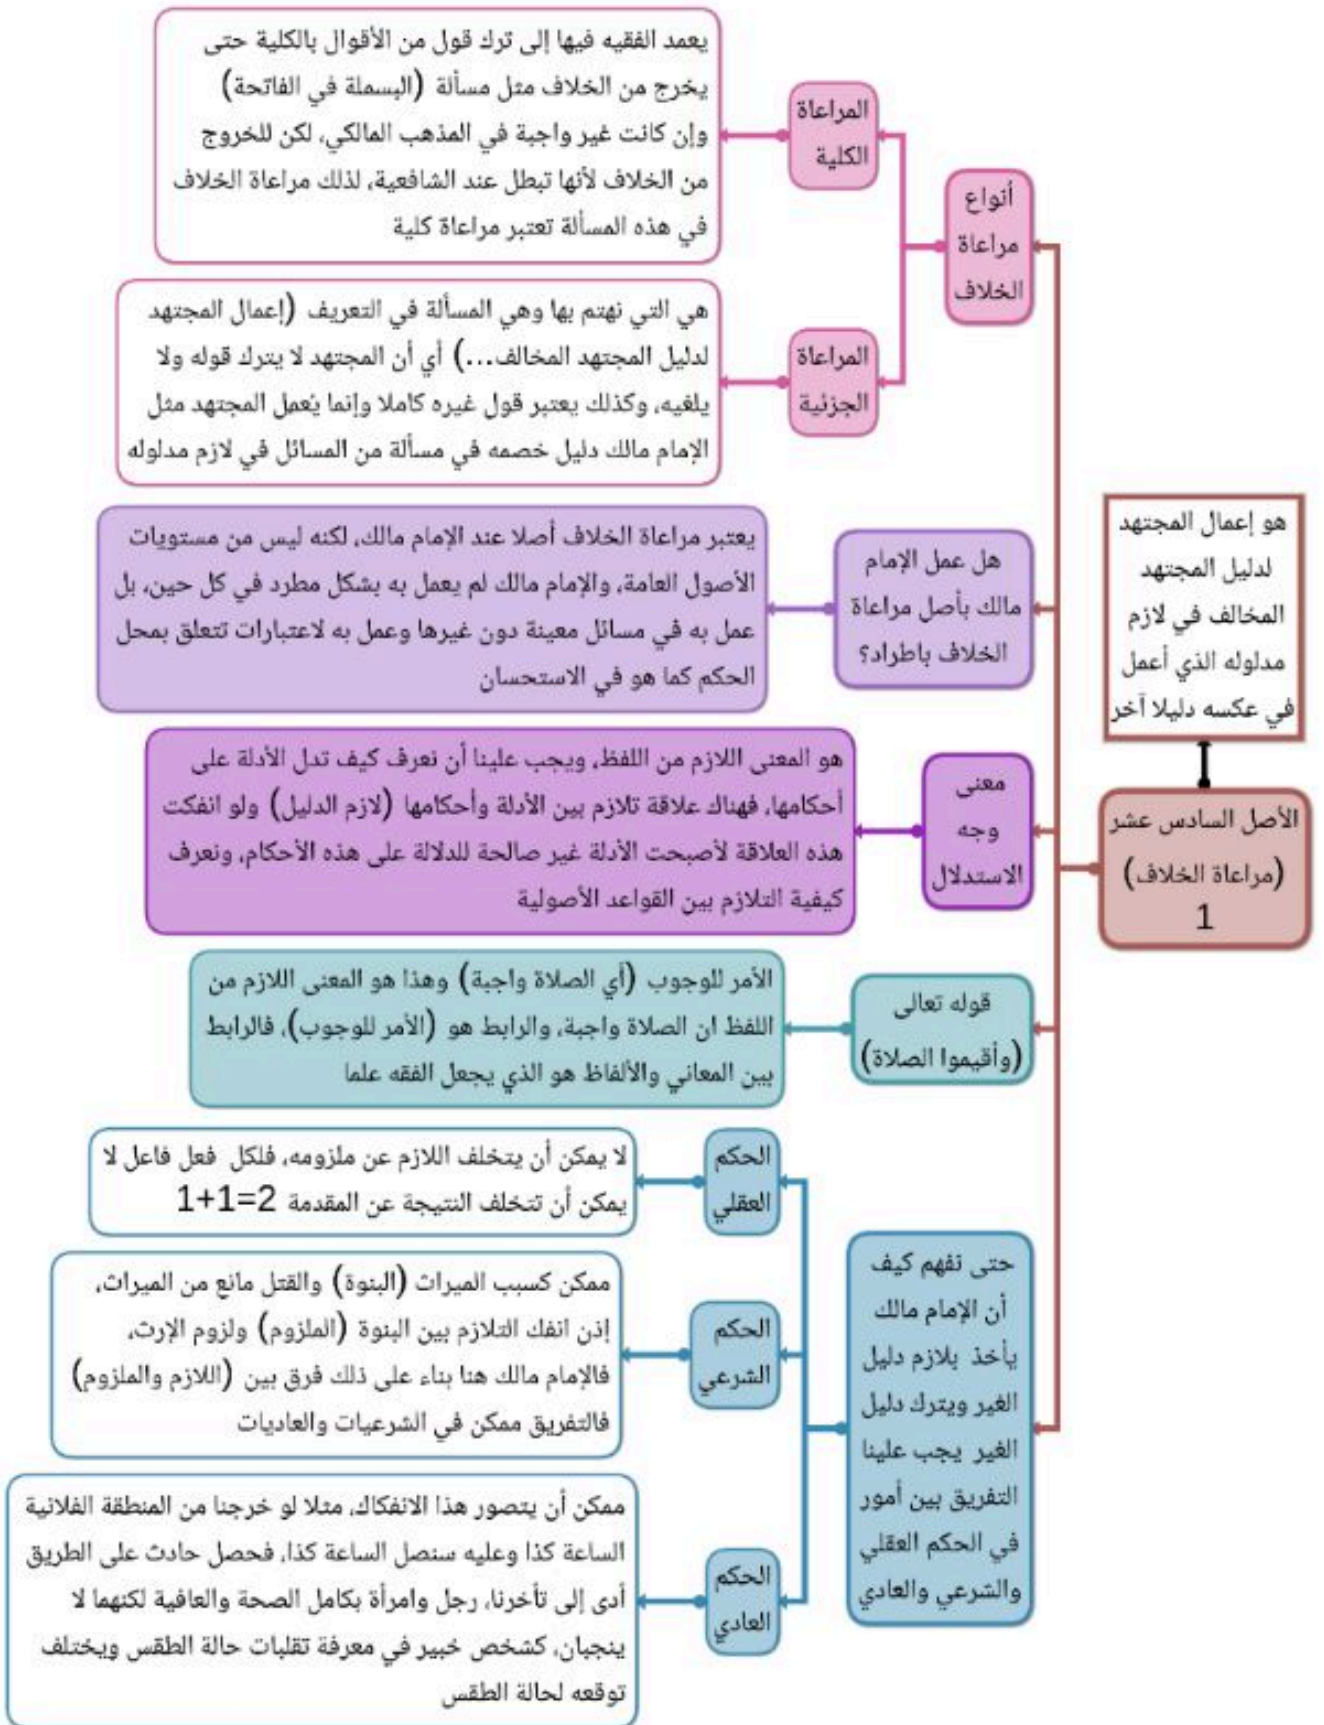 هو إعمال المجتهد
لدليل المجتهد
المخالف في لازم
مدلوله الذي أعمل
في عكسه دليلا آخر
الأصل السادس عشر
(مراعاة الخلاف)
1
أنواع
مراعاة
الخلاف
المراعاة
الكلية
يعمد الفقيه فيها إلى ترك قول من الأقوال بالكلية حتى
يخرج من الخلاف مثل مسألة (البسملة في الفاتحة)
وإن كانت غير واجبة في المذهب المالكي، لكن للخروج
من الخلاف لأنها تبطل عند الشافعية، لذلك مراعاة الخلاف
في هذه المسألة تعتبر مراعاة كلية
المراعاة
الجزئية
هي التي نهتم بها وهي المسألة في التعريف (إعمال المجتهد
لدليل المجتهد المخالف...) أي أن المجتهد لا يترك قوله ولا
يلغيه، وكذلك يعتبر قول غيره كاملا وإنما يُعمِل المجتهد مثل
الإمام مالك دليل خصمه في مسألة من المسائل في لازم مدلوله
هل عمل الإمام
مالك بأصل مراعاة
الخلاف باطراد؟
يعتبر مراعاة الخلاف أصلا عند الإمام مالك، لكنه ليس من مستويات
الأصول العامة، والإمام مالك لم يعمل به بشكل مطرد في كل حين، بل
عمل به في مسائل معينة دون غيرها وعمل به لاعتبارات تتعلق بمحل
الحكم كما هو في الاستحسان
معنى
وجه
الاستدلال
هو المعنى اللازم من اللفظ، ويجب علينا أن نعرف كيف تدل الأدلة على
أحكامها، فهناك علاقة تلازم بين الأدلة وأحكامها (لازم الدليل) ولو انفكت
هذه العلاقة لأصبحت الأدلة غير صالحة للدلالة على هذه الأحكام، ونعرف
كيفية التلازم بين القواعد الأصولية
قوله تعالى
(وأقيموا الصلاة)
الأمر للوجوب (أي الصلاة واجبة) وهذا هو المعنى اللازم من
اللفظ ان الصلاة واجبة، والرابط هو (الأمر للوجوب)، فالرابط
بين المعاني والألفاظ هو الذي يجعل الفقه علما
حتى نفهم كيف
أن الإمام مالك
يأخذ بلازم دليل
الغير ويترك دليل
الغير يجب علينا
التفريق بين أمور
في الحكم العقلي
والشرعي والعادي
الحكم
العقلي
لا يمكن أن يتخلف اللازم عن ملزومه، فلكل فعل فاعل لا
يمكن أن تتخلف النتيجة عن المقدمة 2=1+1
الحكم
الشرعي
ممكن كسبب الميراث (البنوة) والقتل مانع من الميراث،
إذن انفك التلازم بين البنوة (الملزوم) ولزوم الإرث،
فالإمام مالك هنا بناء على ذلك فرق بين (اللازم والملزوم)
فالتفريق ممكن في الشرعيات والعاديات
الحكم
العادي
ممكن أن يتصور هذا الانفكاك، مثلا لو خرجنا من المنطقة الفلانية
الساعة كذا وعليه سنصل الساعة كذا، فحصل حادث على الطريق
أدى إلى تأخرنا، رجل وامرأة بكامل الصحة والعافية لكنهما لا
ينجبان، كشخص خبير في معرفة تقلبات حالة الطقس ويختلف
توقعه لحالة الطقس